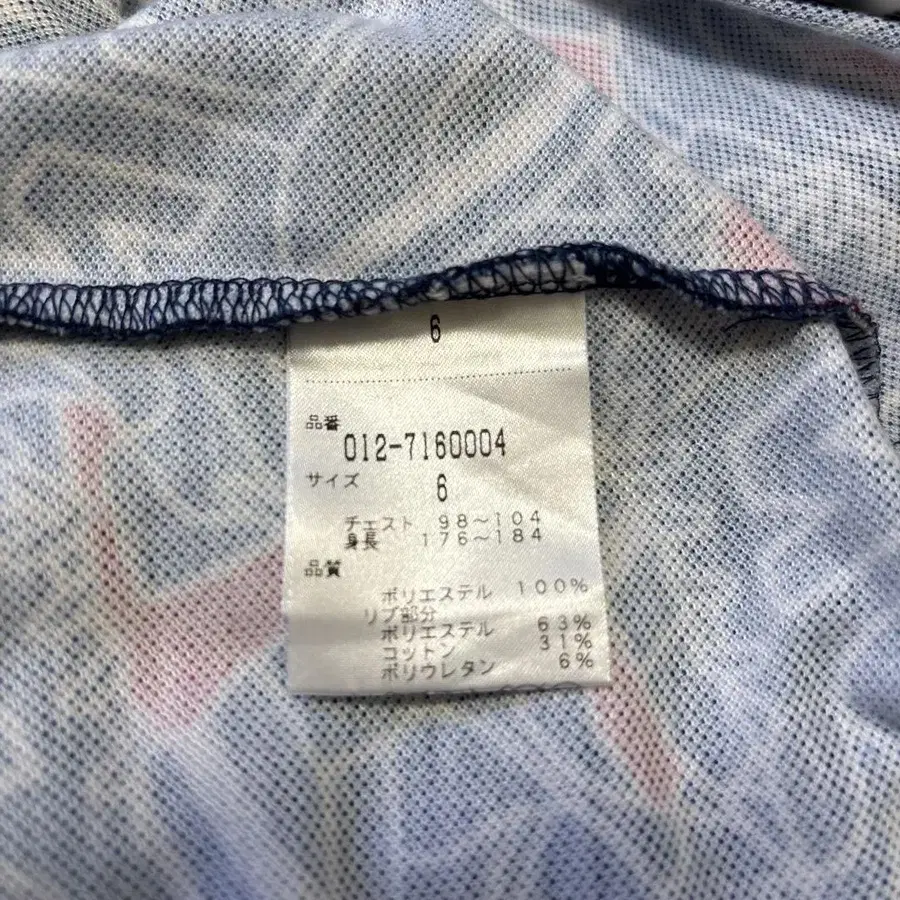 6
品番
012-7160004
サイズ 6
チェスト 98～104
身長 176～184
品質
ポリエステル 100%
リブ部分
ポリエステル 63%
コットン 31%
ポリウレタン 6%